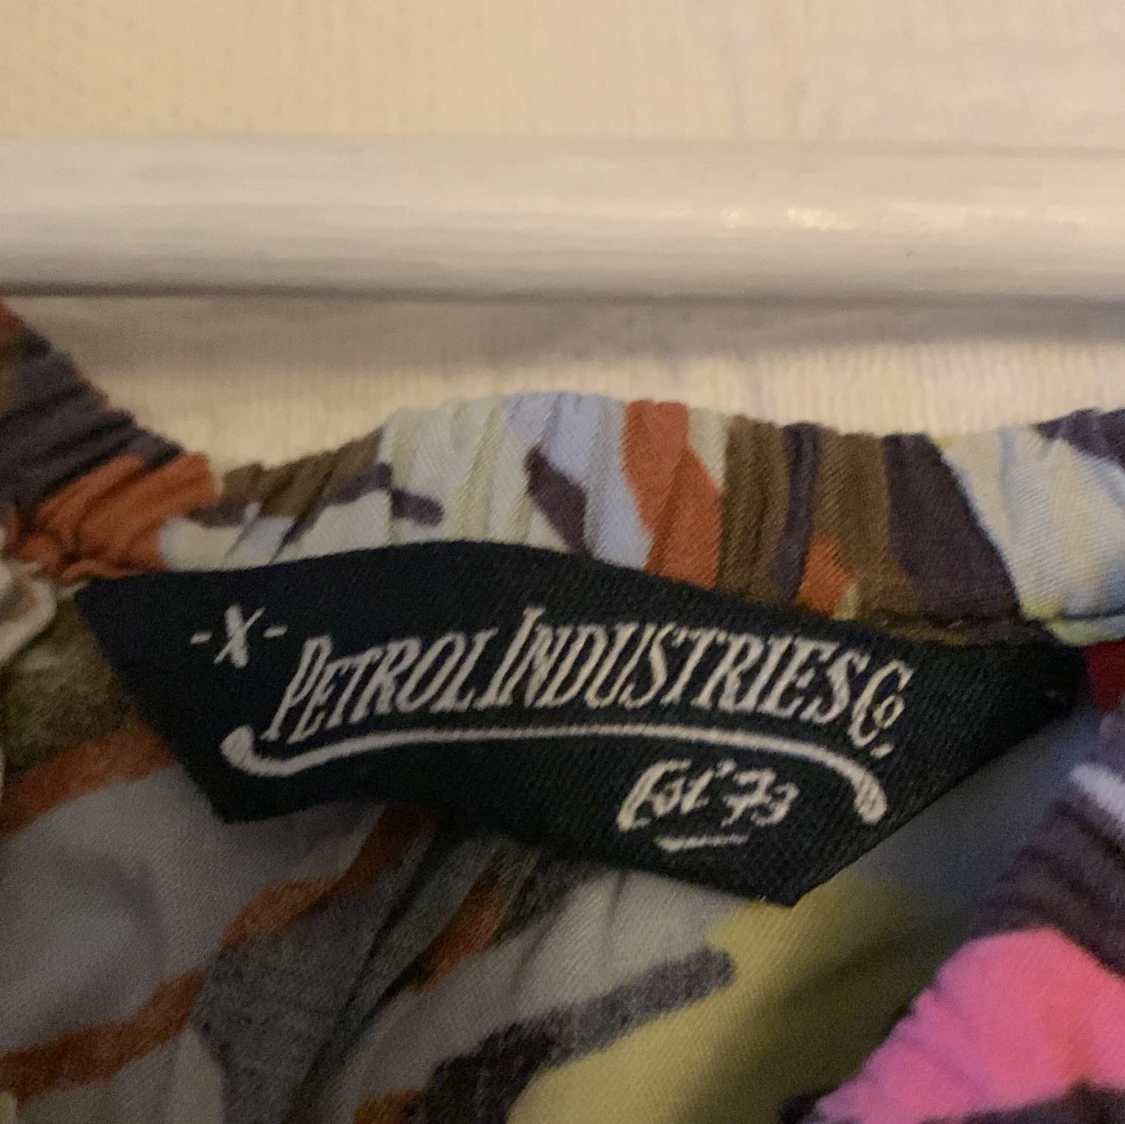 -X-
PETROL INDUSTRIES Co.
Est'73